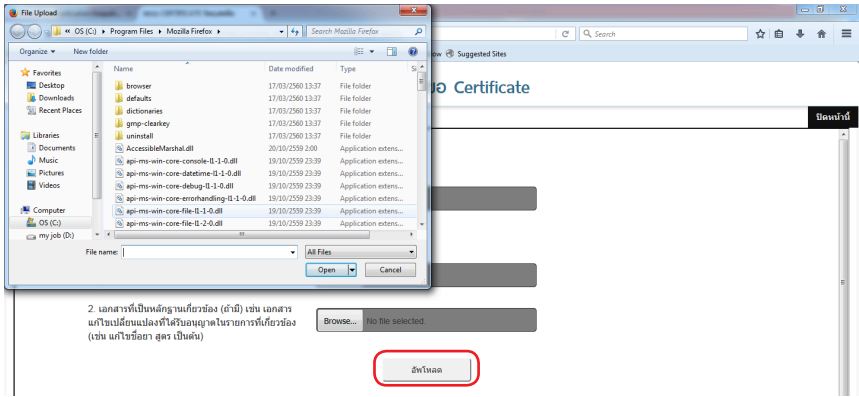 File Upload
OS (C:) ▸ Program Files ▸ Mozilla Firefox ▸
Search Mozilla Firefox
Organize
New folder
Favorites
Desktop
Downloads
Recent Places
Libraries
Documents
Music
Pictures
Videos
Computer
OS (C:)
my job (D:)
Name Date modified Type
browser 17/03/2560 13:37 File folder
defaults 17/03/2560 13:37 File folder
dictionaries 17/03/2560 13:37 File folder
gmp-clearkey 17/03/2560 13:37 File folder
uninstall 17/03/2560 13:37 File folder
AccessibleMarshal.dll 20/10/2559 2:00 Application extens...
api-ms-win-core-console-l1-1-0.dll 19/10/2559 23:39 Application extens...
api-ms-win-core-datetime-l1-1-0.dll 19/10/2559 23:39 Application extens...
api-ms-win-core-debug-l1-1-0.dll 19/10/2559 23:39 Application extens...
api-ms-win-core-errorhandling-l1-1-0.dll 19/10/2559 23:39 Application extens...
api-ms-win-core-file-l1-1-0.dll 19/10/2559 23:39 Application extens...
api-ms-win-core-file-l1-2-0.dll 19/10/2559 23:39 Application extens...
File name:
All Files
Open
Cancel
Search
Suggested Sites
Certificate
ปิดหน้านี้
2. เอกสารที่เป็นหลักฐานเกี่ยวข้อง (ถ้ามี) เช่น เอกสาร
แก้ไขเปลี่ยนแปลงที่ได้รับอนุญาตในรายการที่เกี่ยวข้อง
(เช่น แก้ไขชื่อยา สูตร เป็นต้น)
Browse... No file selected.
อัพโหลด